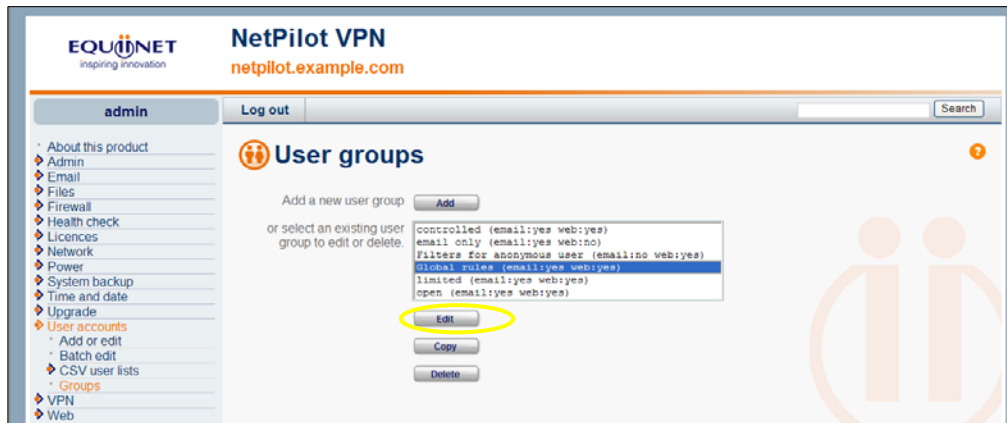 EQUiiNET
inspiring innovation
NetPilot VPN
netpilot.example.com
admin
Log out
Search
About this product
Admin
Email
Files
Firewall
Health check
Licences
Network
Power
System backup
Time and date
Upgrade
User accounts
Add or edit
Batch edit
CSV user lists
Groups
VPN
Web
User groups
?
Add a new user group
Add
or select an existing user
group to edit or delete.
controlled (email:yes web:yes)
email only (email:yes web:no)
Filters for anonymous user (email:no web:yes)
Global rules (email:yes web:yes)
limited (email:yes web:yes)
open (email:yes web:yes)
Edit
Copy
Delete